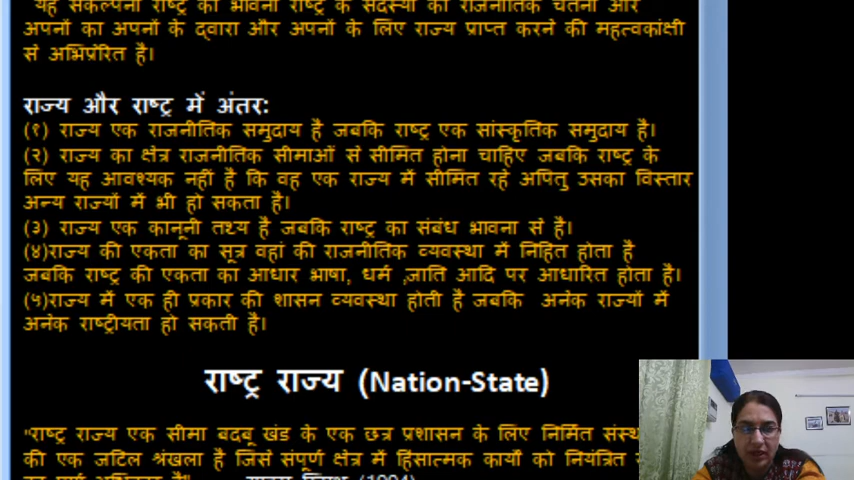 यह संकल्पना राष्ट्र की भावना राष्ट्र के सदस्यों की राजनीतिक चेतना और
अपनों का अपनों के द्वारा और अपनों के लिए राज्य प्राप्त करने की महत्वकांक्षी
से अभिप्रेरित है।
राज्य और राष्ट्र में अंतर:
(१) राज्य एक राजनीतिक समुदाय है जबकि राष्ट्र एक सांस्कृतिक समुदाय है।
(२) राज्य का क्षेत्र राजनीतिक सीमाओं से सीमित होना चाहिए जबकि राष्ट्र के
लिए यह आवश्यक नहीं है कि वह एक राज्य में सीमित रहे अपितु उसका विस्तार
अन्य राज्यों में भी हो सकता है।
(३) राज्य एक कानूनी तथ्य है जबकि राष्ट्र का संबंध भावना से है।
(४)राज्य की एकता का सूत्र वहां की राजनीतिक व्यवस्था में निहित होता है
जबकि राष्ट्र की एकता का आधार भाषा, धर्म ,जाति आदि पर आधारित होता है।
(५)राज्य में एक ही प्रकार की शासन व्यवस्था होती है जबकि अनेक राज्यों में
अनेक राष्ट्रीयता हो सकती है।
राष्ट्र राज्य (Nation-State)
"राष्ट्र राज्य एक सीमा बदबू खंड के एक छत्र प्रशासन के लिए निर्मित
की एक जटिल श्रंखला है जिसे संपूर्ण क्षेत्र में हिंसात्मक कार्यों को नियंत्रित